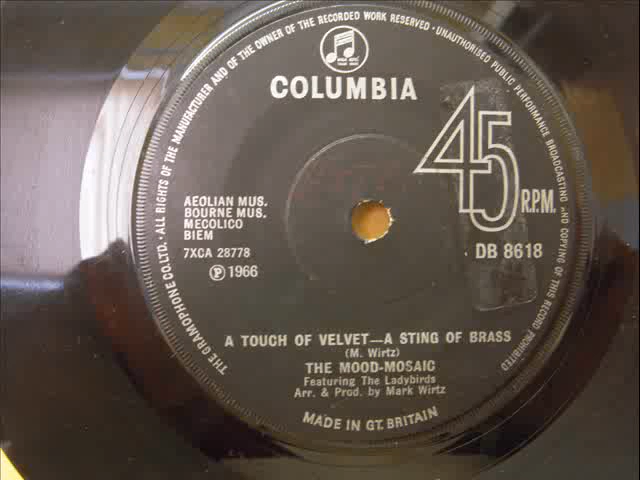 THE GRAMOPHONE CO.LTD. · ALL RIGHTS OF THE MANUFACTURER AND OF THE OWNER OF THE RECORDED WORK RESERVED · UNAUTHORISED PUBLIC PERFORMANCE BROADCASTING AND COPYING OF THIS RECORD PROHIBITED
COLUMBIA
45
R.P.M.
AEOLIAN MUS.
BOURNE MUS.
MECOLICO
BIEM
7XCA 28778
Ⓟ 1966
DB 8618
A TOUCH OF VELVET—A STING OF BRASS
(M. Wirtz)
THE MOOD-MOSAIC
Featuring The Ladybirds
Arr. & Prod. by Mark Wirtz
MADE IN GT. BRITAIN